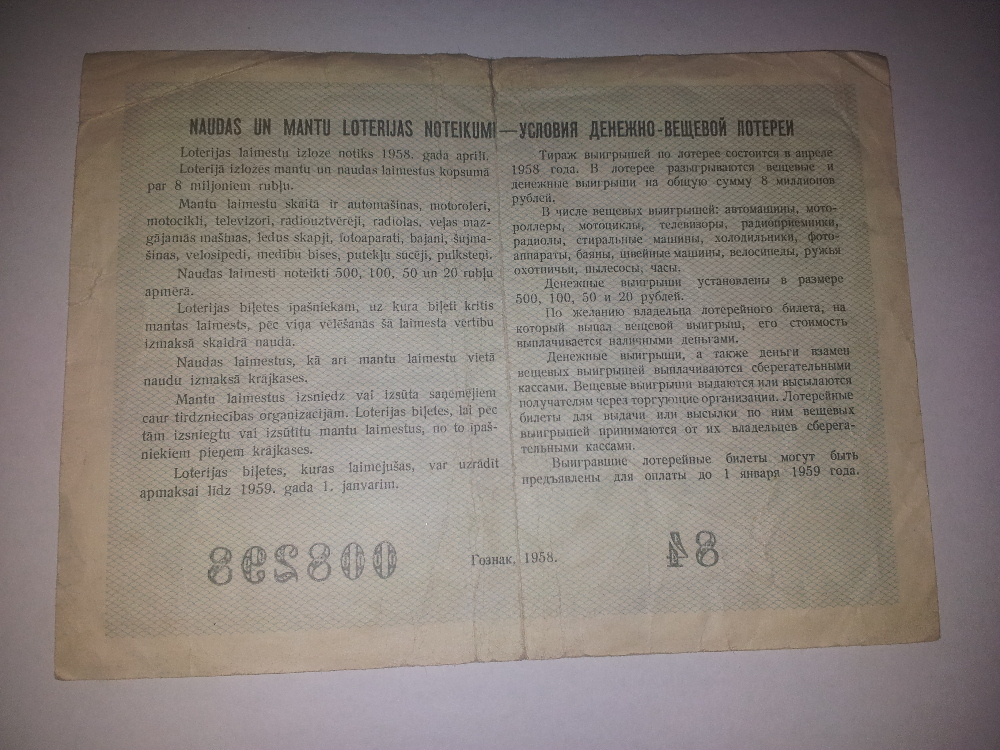 NAUDAS UN MANTU LOTERIJAS NOTEIKUMI — УСЛОВИЯ ДЕНЕЖНО-ВЕЩЕВОЙ ЛОТЕРЕИ
Loterijas laimestu izloze notiks 1958. gada aprīlī.
Loterijā izlozēs mantu un naudas laimestus kopsumā
par 8 miljoniem rubļu.
Mantu laimestu skaitā ir automašīnas, motoroleri,
motocikli, televizori, radiouztvērēji, radiolas, veļas maz-
gājamās mašīnas, ledus skapji, fotoaparāti, bajāni, šujma-
šīnas, velosipēdi, medību bises, putekļu sūcēji, pulksteņi.
Naudas laimesti noteikti 500, 100, 50 un 20 rubļu
apmērā.
Loterijas biļetes īpašniekam, uz kura biļeti kritīs
mantas laimests, pēc viņa vēlēšanās šā laimesta vērtību
izmaksā skaidrā naudā.
Naudas laimestus, kā arī mantu laimestu vietā
naudu izmaksā krājkases.
Mantu laimestus izsniedz vai izsūta saņēmējiem
caur tirdzniecības organizācijām. Loterijas biļetes, lai pēc
tām izsniegtu vai izsūtītu mantu laimestus, no to īpaš-
niekiem pieņem krājkases.
Loterijas biļetes, kuras laimējušas, var uzrādīt
apmaksai līdz 1959. gada 1. janvārim.
Тираж выигрышей по лотерее состоится в апреле
1958 года. В лотерее разыгрываются вещевые и
денежные выигрыши на общую сумму 8 миллионов
рублей.
В числе вещевых выигрышей: автомашины, мото-
роллеры, мотоциклы, телевизоры, радиоприемники,
радиолы, стиральные машины, холодильники, фото-
аппараты, баяны, швейные машины, велосипеды, ружья
охотничьи, пылесосы, часы.
Денежные выигрыши установлены в размере
500, 100, 50 и 20 рублей.
По желанию владельца лотерейного билета, на
который выпал вещевой выигрыш, его стоимость
выплачивается наличными деньгами.
Денежные выигрыши, а также деньги взамен
вещевых выигрышей выплачиваются сберегательными
кассами. Вещевые выигрыши выдаются или высылаются
получателям через торгующие организации. Лотерейные
билеты для выдачи или высылки по ним вещевых
выигрышей принимаются от их владельцев сберега-
тельными кассами.
Выигравшие лотерейные билеты могут быть
предъявлены для оплаты до 1 января 1959 года.
008298
Гознак, 1958.
84